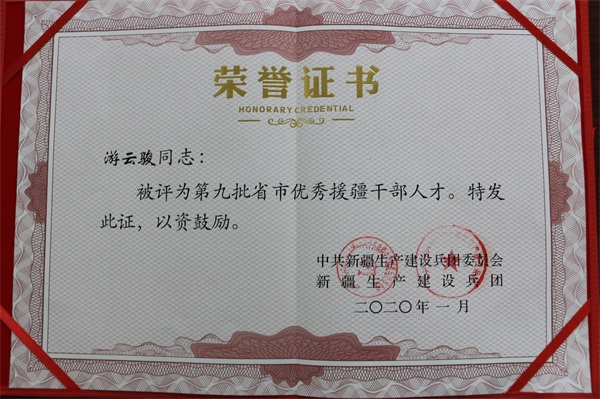 荣誉证书
HONORARY CREDENTIAL
游云骏同志：
被评为第九批省市优秀援疆干部人才。特发
此证，以资鼓励。
中共新疆生产建设兵团委员会
新疆生产建设兵团
二〇二〇年一月